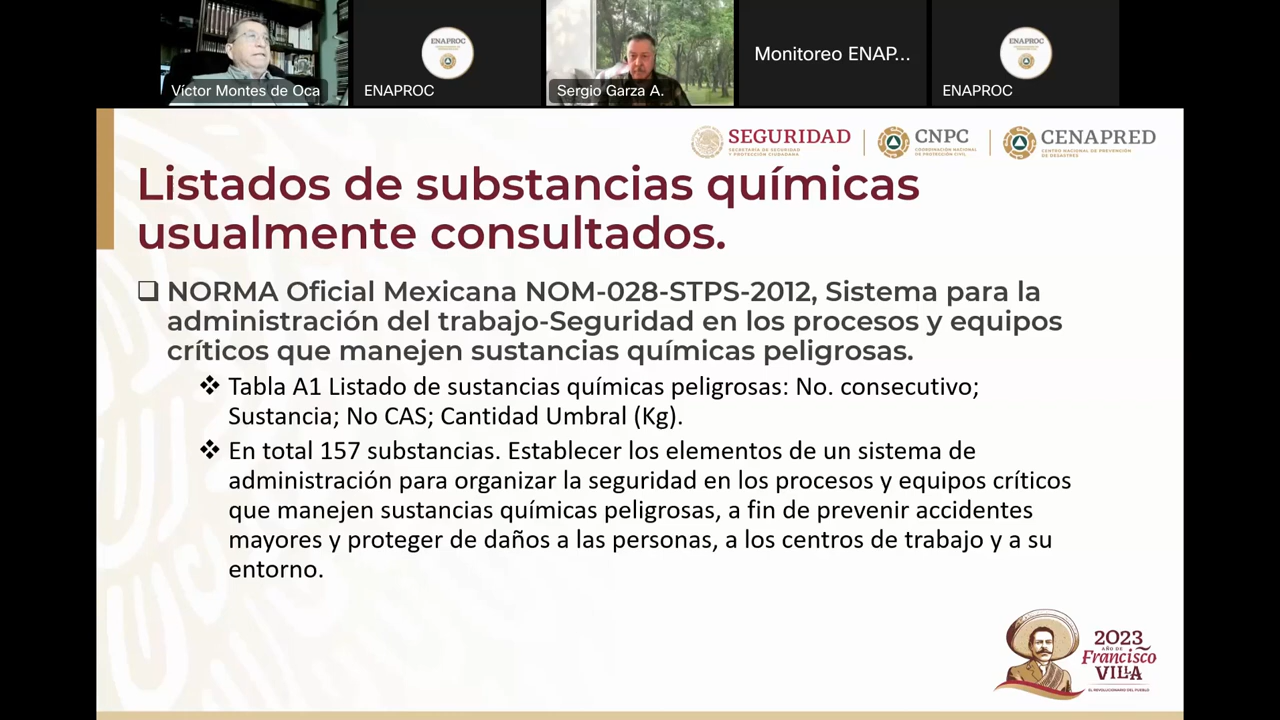 Víctor Montes de Oca
ENAPROC
ENAPROC
Sergio Garza A.
Monitoreo ENAP...
ENAPROC
ENAPROC
SEGURIDAD
SECRETARÍA DE SEGURIDAD
Y PROTECCIÓN CIUDADANA
CNPC
COORDINACIÓN NACIONAL
DE PROTECCIÓN CIVIL
CENAPRED
CENTRO NACIONAL DE PREVENCIÓN
DE DESASTRES
Listados de substancias químicas
usualmente consultados.
❑ NORMA Oficial Mexicana NOM-028-STPS-2012, Sistema para la
administración del trabajo-Seguridad en los procesos y equipos
críticos que manejen sustancias químicas peligrosas.
❖ Tabla A1 Listado de sustancias químicas peligrosas: No. consecutivo;
Sustancia; No CAS; Cantidad Umbral (Kg).
❖ En total 157 substancias. Establecer los elementos de un sistema de
administración para organizar la seguridad en los procesos y equipos críticos
que manejen sustancias químicas peligrosas, a fin de prevenir accidentes
mayores y proteger de daños a las personas, a los centros de trabajo y a su
entorno.
2023
AÑO DE
Francisco
VILLA
EL REVOLUCIONARIO DEL PUEBLO